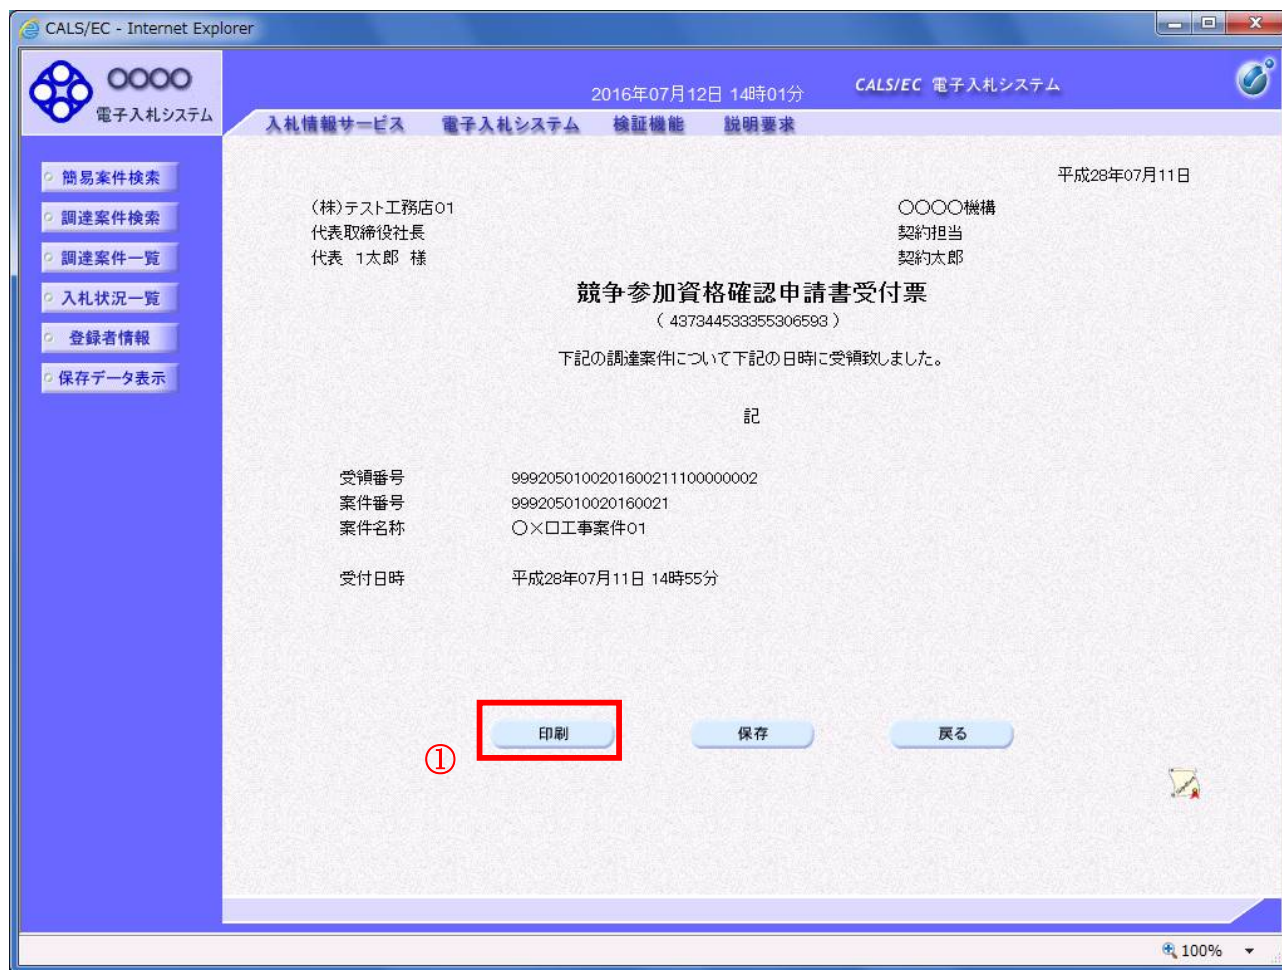 CALS/EC - Internet Explorer
〇〇〇〇
電子入札システム
2016年07月12日 14時01分
CALS/EC 電子入札システム
入札情報サービス 電子入札システム 検証機能 説明要求
簡易案件検索
調達案件検索
調達案件一覧
入札状況一覧
登録者情報
保存データ表示
平成28年07月11日
(株)テスト工務店01
代表取締役社長
代表 1太郎 様
〇〇〇〇機構
契約担当
契約太郎
競争参加資格確認申請書受付票
( 437344533355306593 )
下記の調達案件について下記の日時に受領致しました。
記
受領番号 9992050100201600211100000002
案件番号 999205010020160021
案件名称 〇×口工事案件01
受付日時 平成28年07月11日 14時55分
①
印刷 保存 戻る
100%